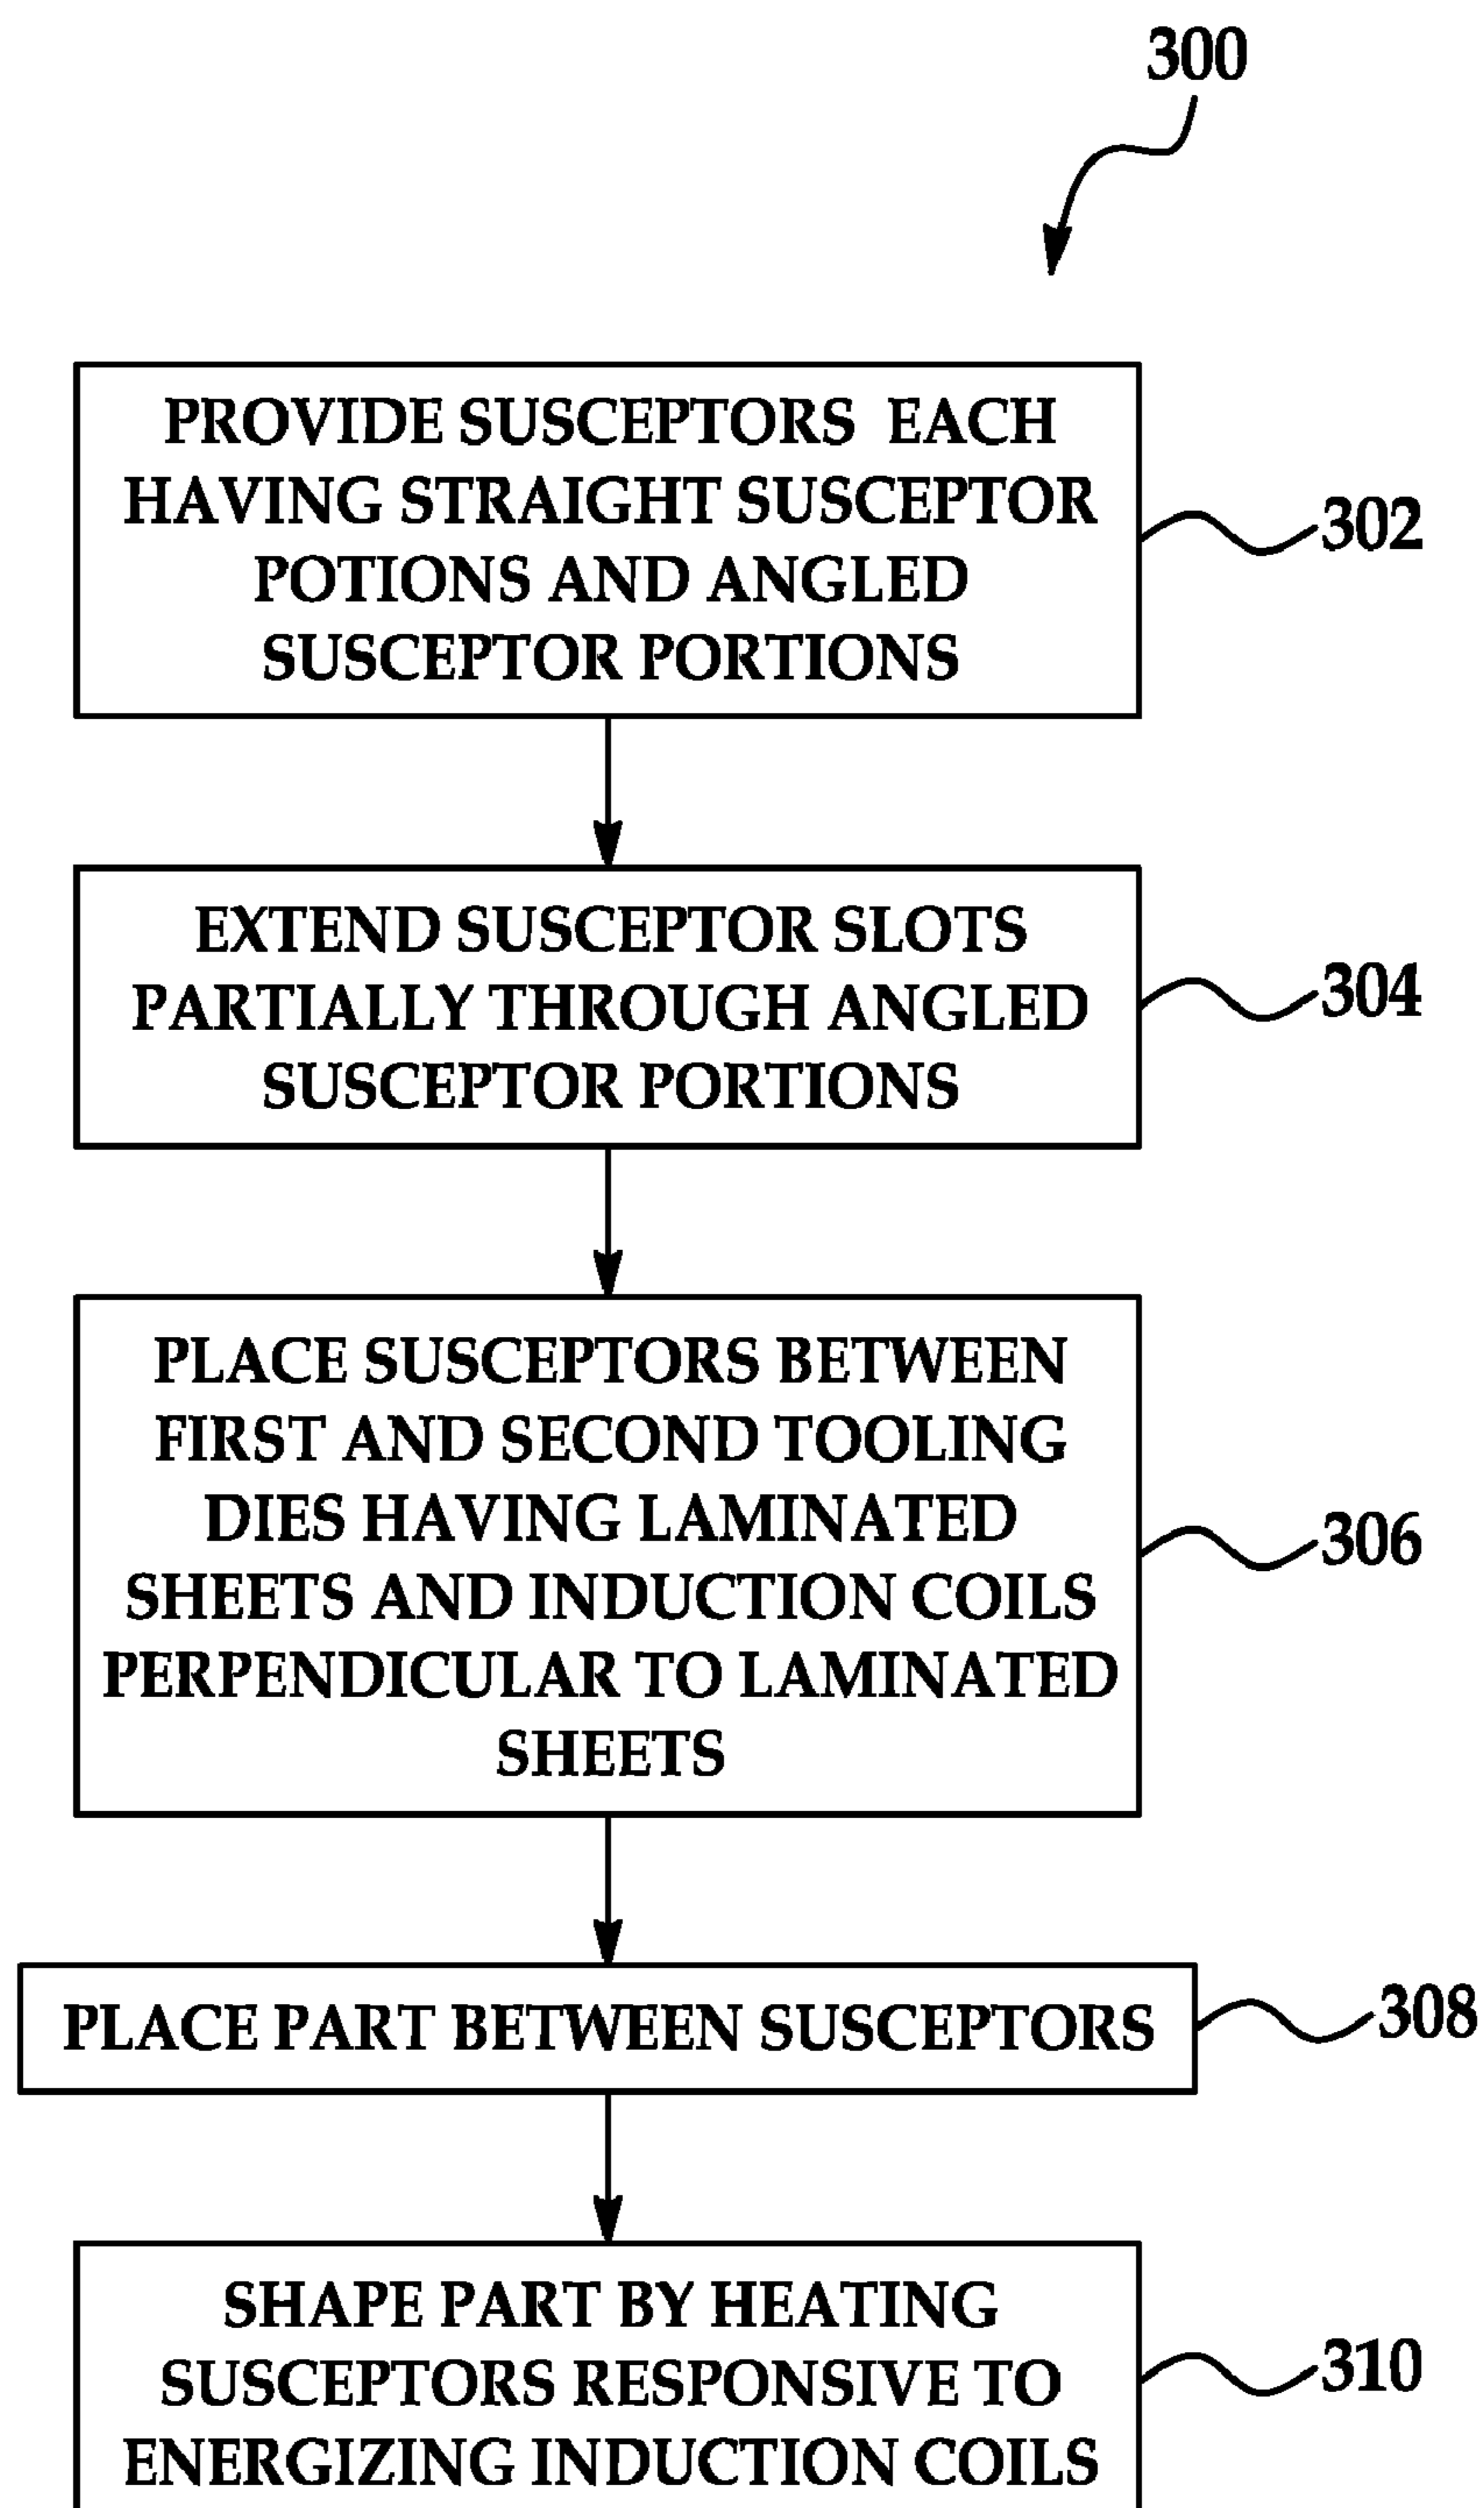 300
PROVIDE SUSCEPTORS EACH
HAVING STRAIGHT SUSCEPTOR
POTIONS AND ANGLED
SUSCEPTOR PORTIONS
302
EXTEND SUSCEPTOR SLOTS
PARTIALLY THROUGH ANGLED
SUSCEPTOR PORTIONS
304
PLACE SUSCEPTORS BETWEEN
FIRST AND SECOND TOOLING
DIES HAVING LAMINATED
SHEETS AND INDUCTION COILS
PERPENDICULAR TO LAMINATED
SHEETS
306
PLACE PART BETWEEN SUSCEPTORS
308
SHAPE PART BY HEATING
SUSCEPTORS RESPONSIVE TO
ENERGIZING INDUCTION COILS
310